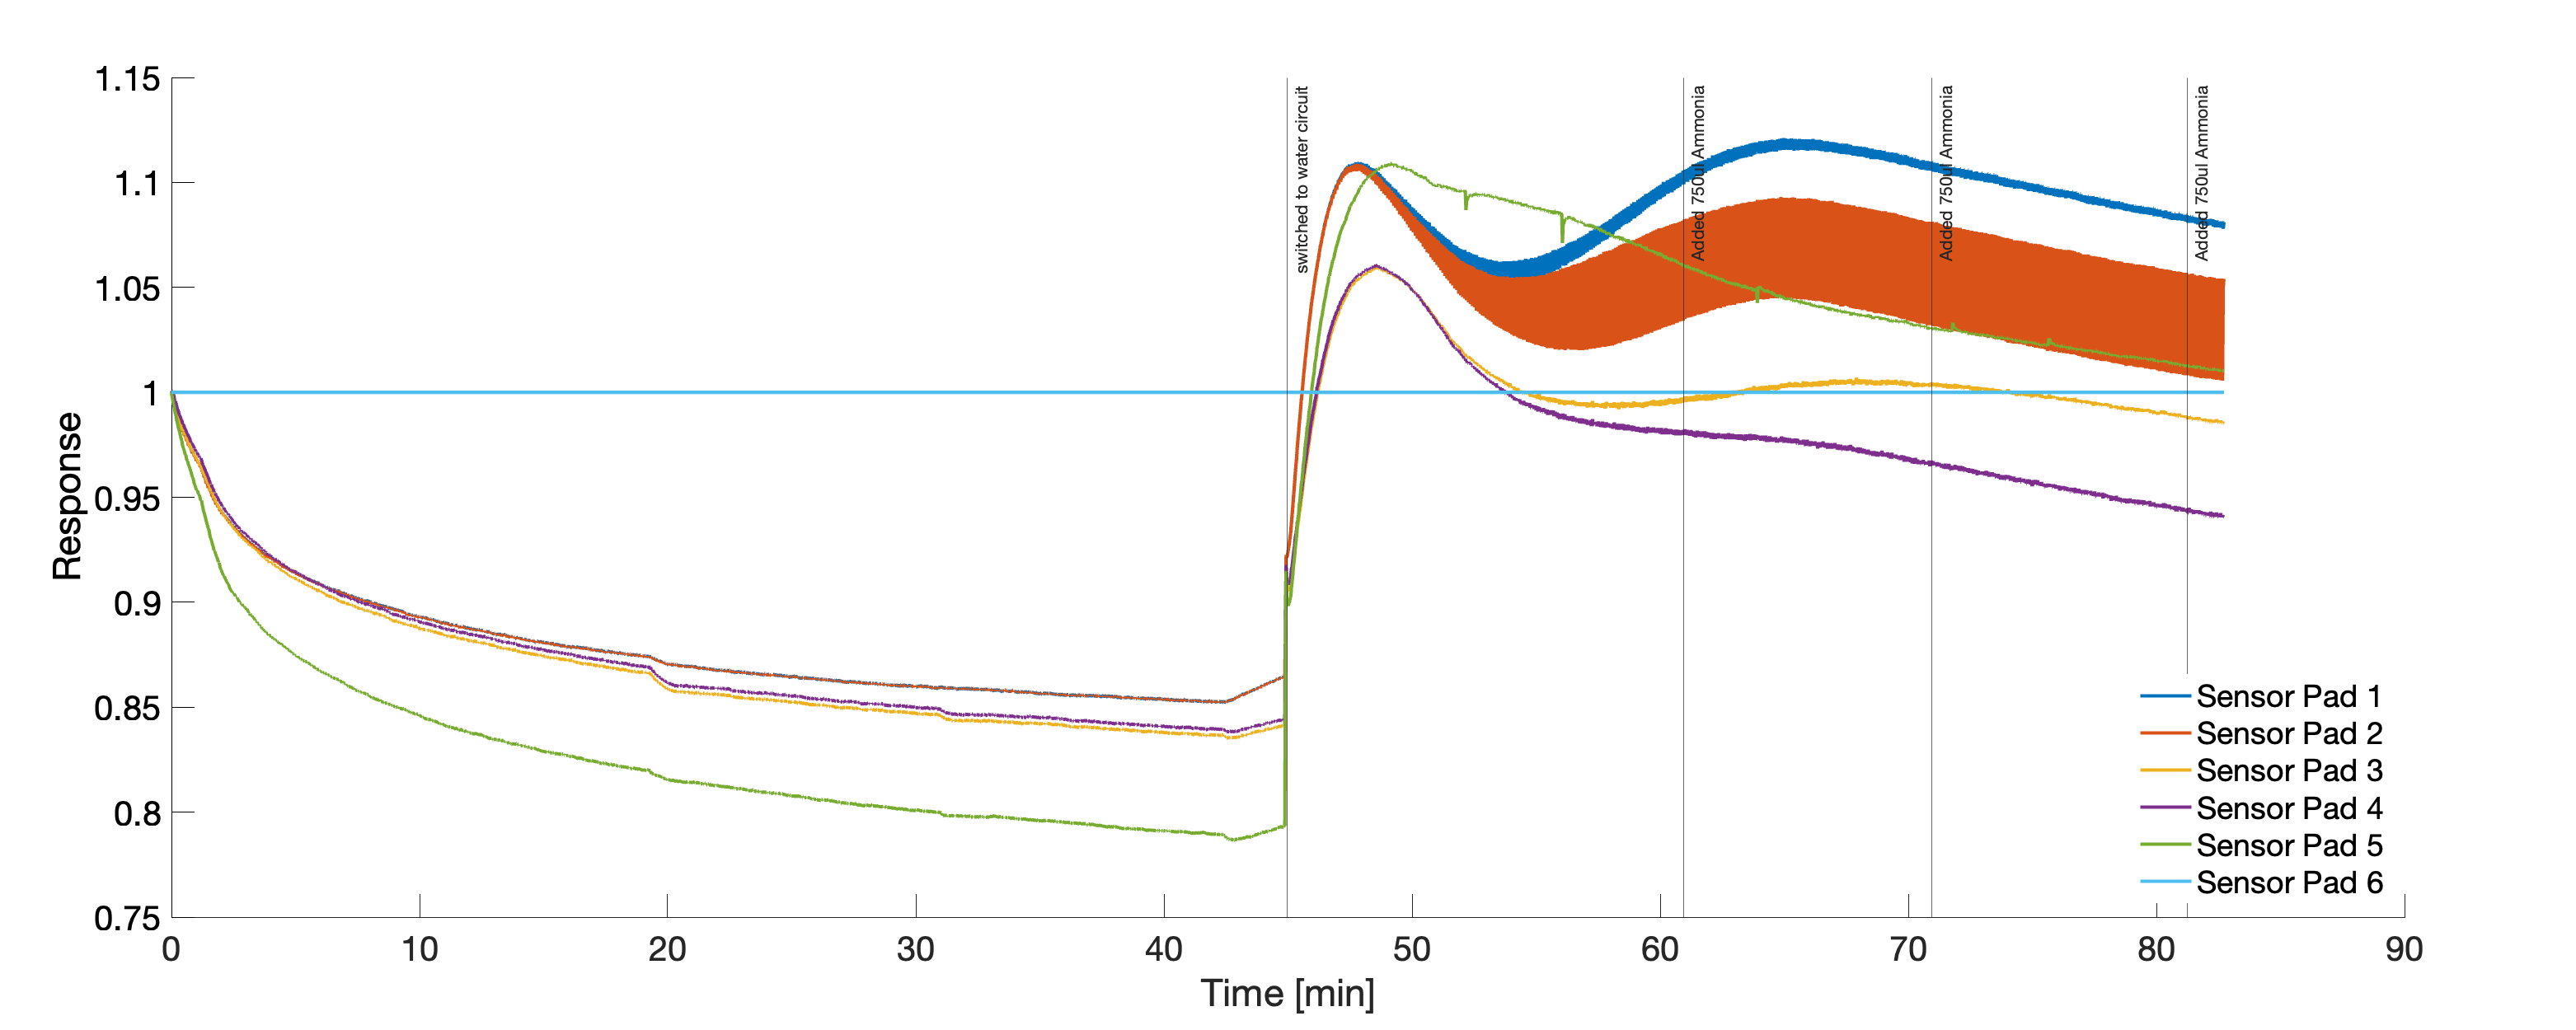 1.15
1.1
1.05
1
0.95
0.9
0.85
0.8
0.75
Response
0 10 20 30 40 50 60 70 80 90
Time [min]
switched to water circuit
Added 750ul Ammonia
Added 750ul Ammonia
Added 750ul Ammonia
Sensor Pad 1
Sensor Pad 2
Sensor Pad 3
Sensor Pad 4
Sensor Pad 5
Sensor Pad 6